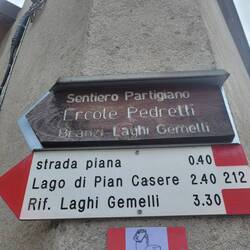 Sentiero Partigiano
Ercole Pedretti
Branzi-Laghi Gemelli
strada piana 0.40
Lago di Pian Casere 2.40 212
Rif. Laghi Gemelli 3.30